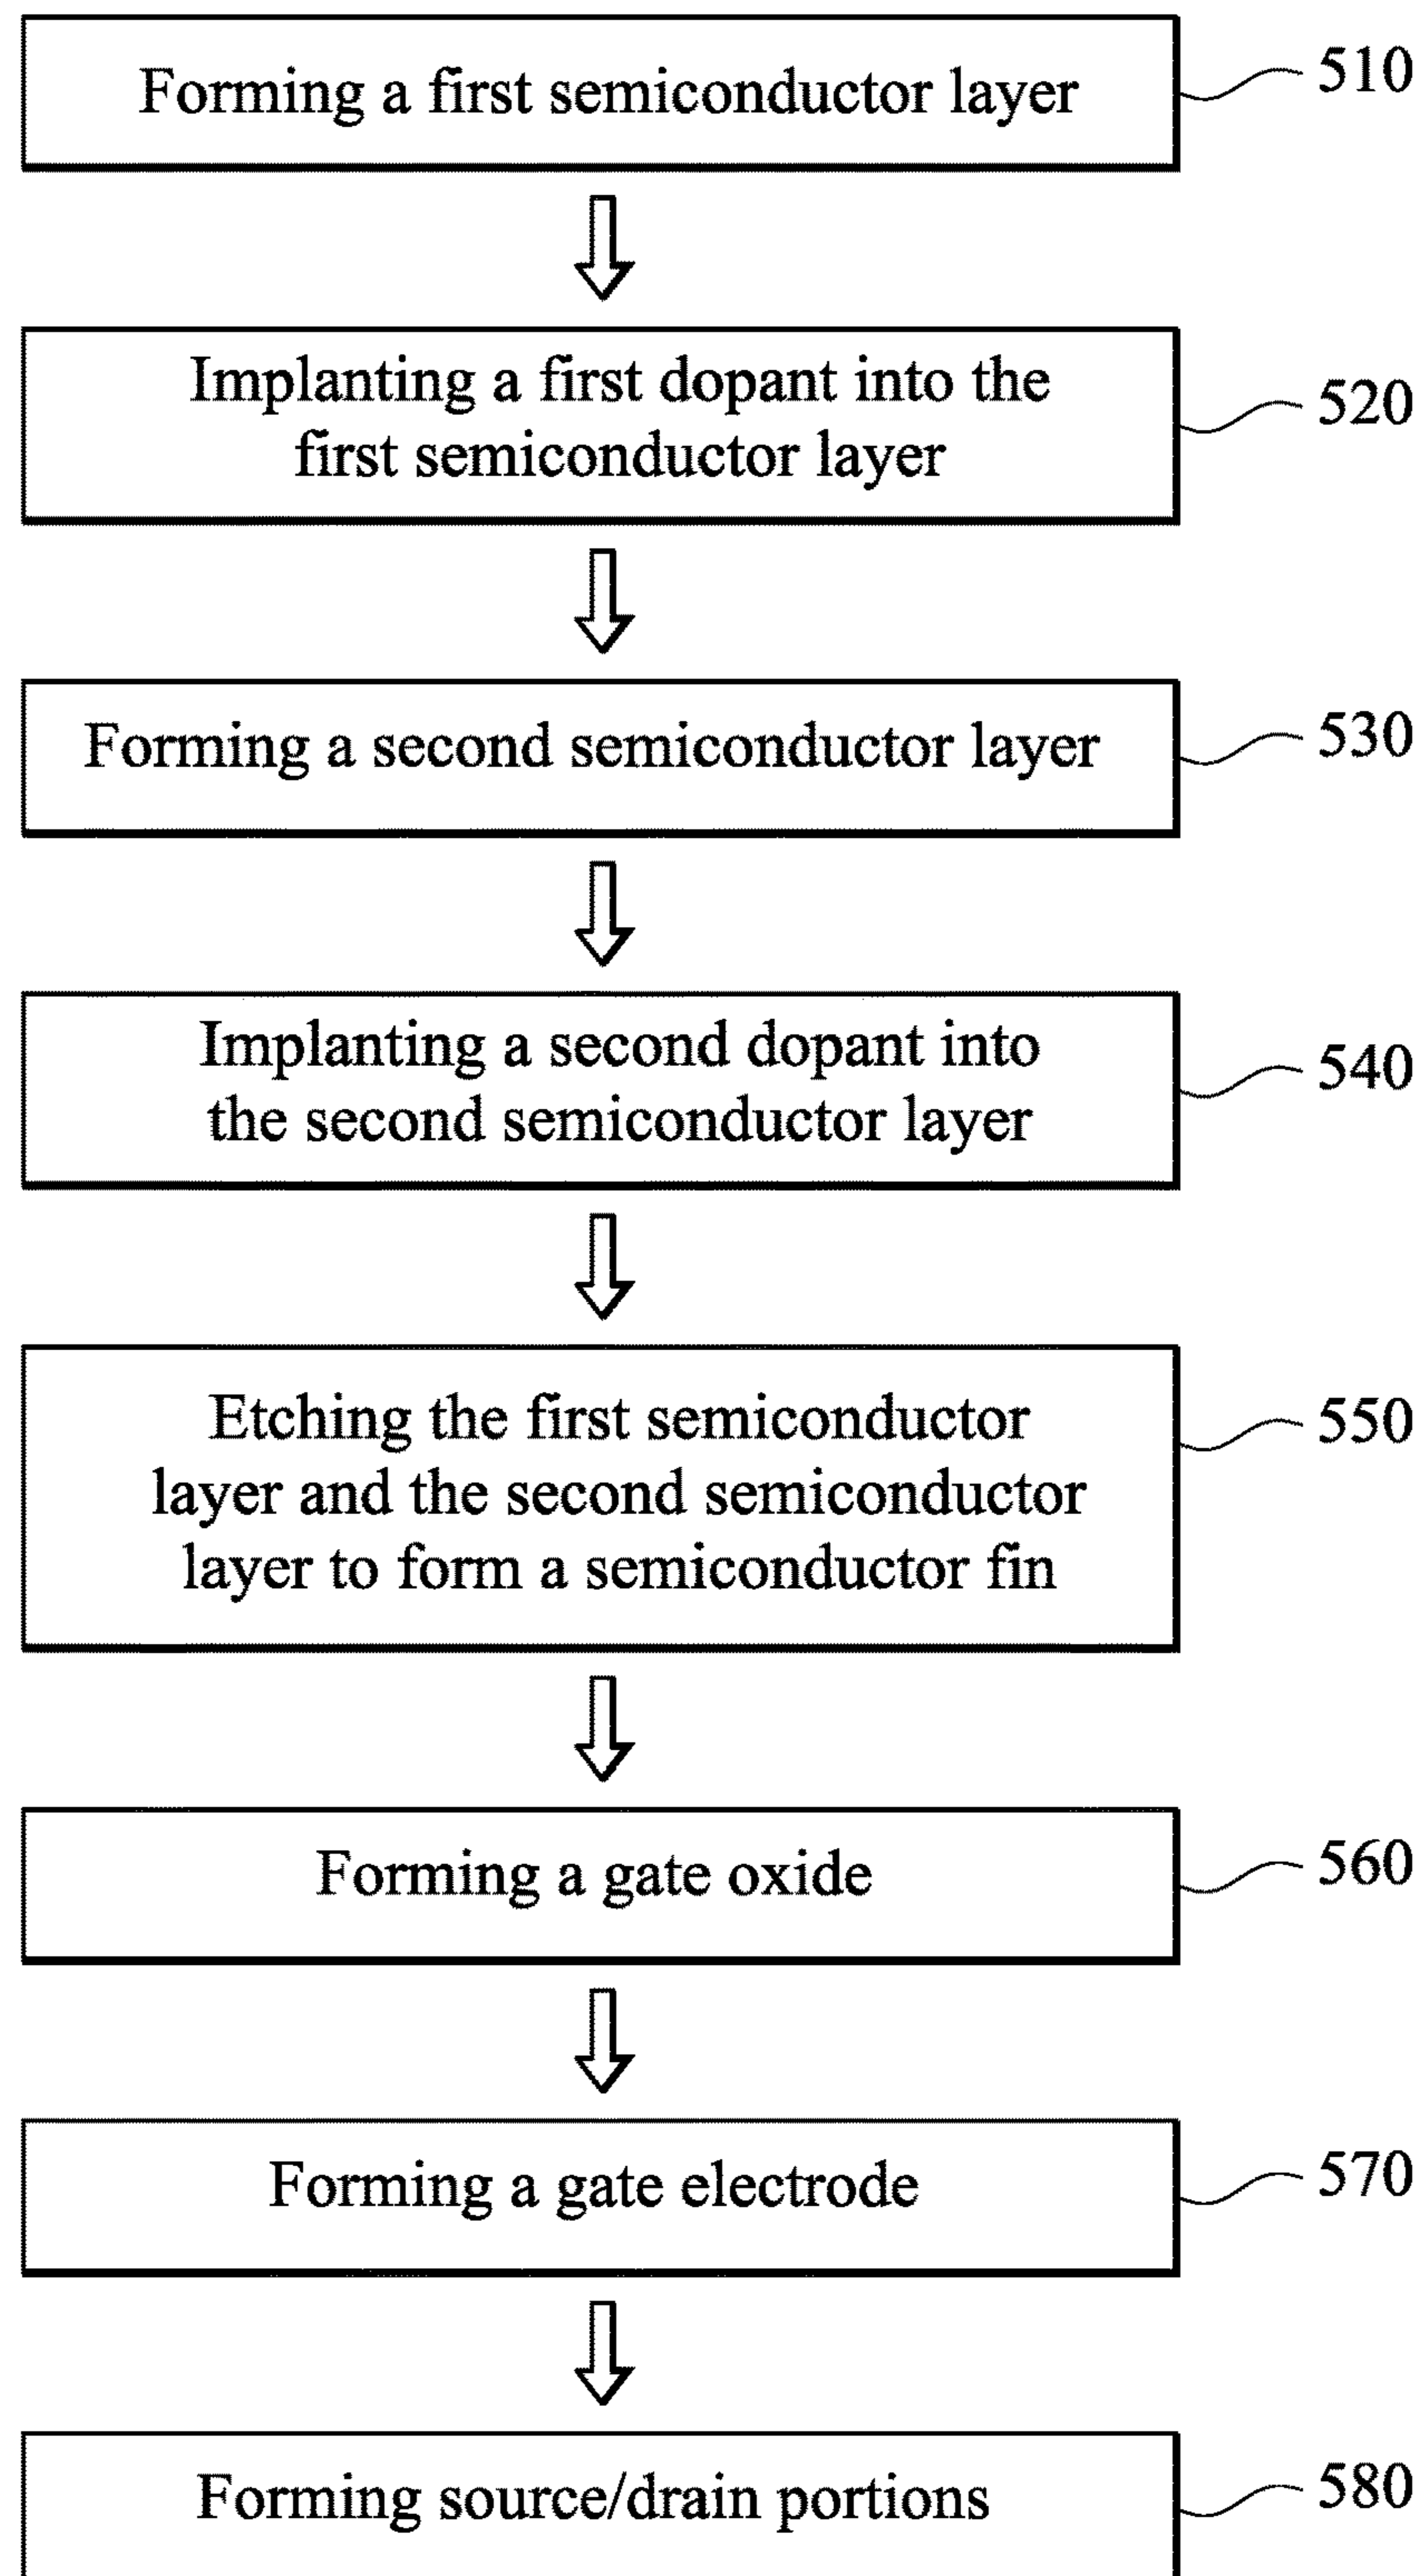 Forming a first semiconductor layer
510
Implanting a first dopant into the
first semiconductor layer
520
Forming a second semiconductor layer
530
Implanting a second dopant into
the second semiconductor layer
540
Etching the first semiconductor
layer and the second semiconductor
layer to form a semiconductor fin
550
Forming a gate oxide
560
Forming a gate electrode
570
Forming source/drain portions
580